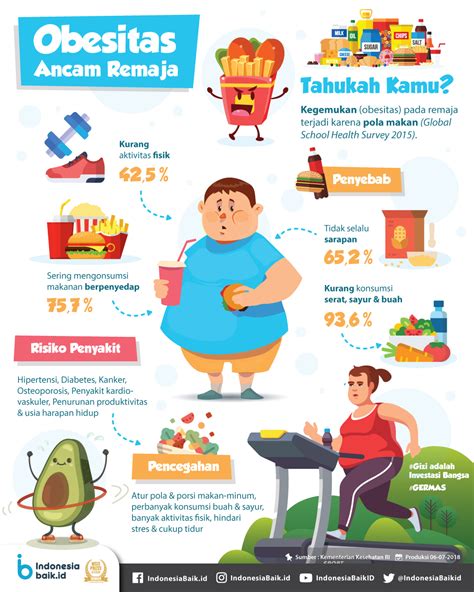 Obesitas
Ancam Remaja
MILK
OIL
SUGAR
SALT
Tahukah Kamu?
Kegemukan (obesitas) pada remaja
terjadi karena pola makan (Global
School Health Survey 2015).
Penyebab
Kurang
aktivitas fisik
42,5%
Sering mengonsumsi
makanan berpenyedap
75,7%
Tidak selalu
sarapan
65,2%
Kurang konsumsi
serat, sayur & buah
93,6%
Risiko Penyakit
Hipertensi, Diabetes, Kanker,
Osteoporosis, Penyakit kardio-
vaskuler, Penurunan produktivitas
& usia harapan hidup
Pencegahan
Atur pola & porsi makan-minum,
perbanyak konsumsi buah & sayur,
banyak aktivitas fisik, hindari
stres & cukup tidur
#Gizi adalah
Investasi Bangsa
#GERMAS
SPORT
Sumber : Kementerian Kesehatan RI
Produksi 06-07-2018
Indonesia
baik.id
IndonesiaBaik.id
IndonesiaBaikid
IndonesiaBaikID
@IndonesiaBaikId